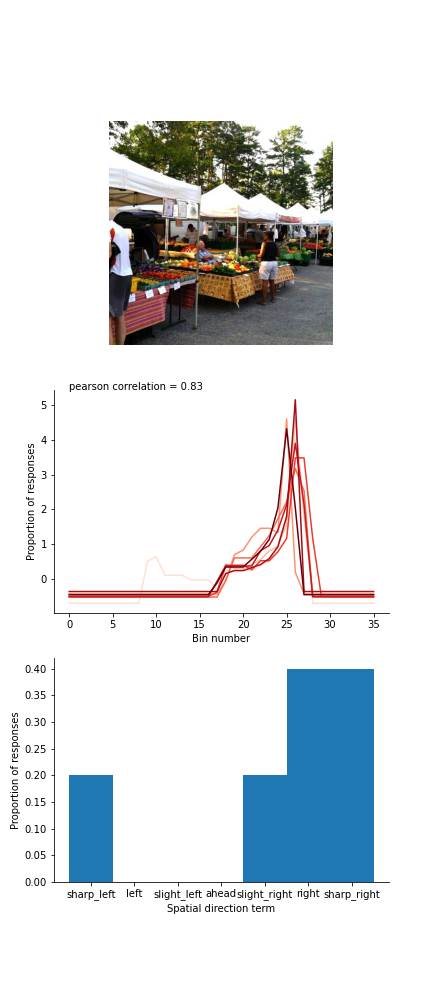 pearson correlation = 0.83
Proportion of responses
5
4
3
2
1
0
0 5 10 15 20 25 30 35
Bin number
Proportion of responses
0.40
0.35
0.30
0.25
0.20
0.15
0.10
0.05
0.00
sharp_left left slight_left ahead slight_right right sharp_right
Spatial direction term